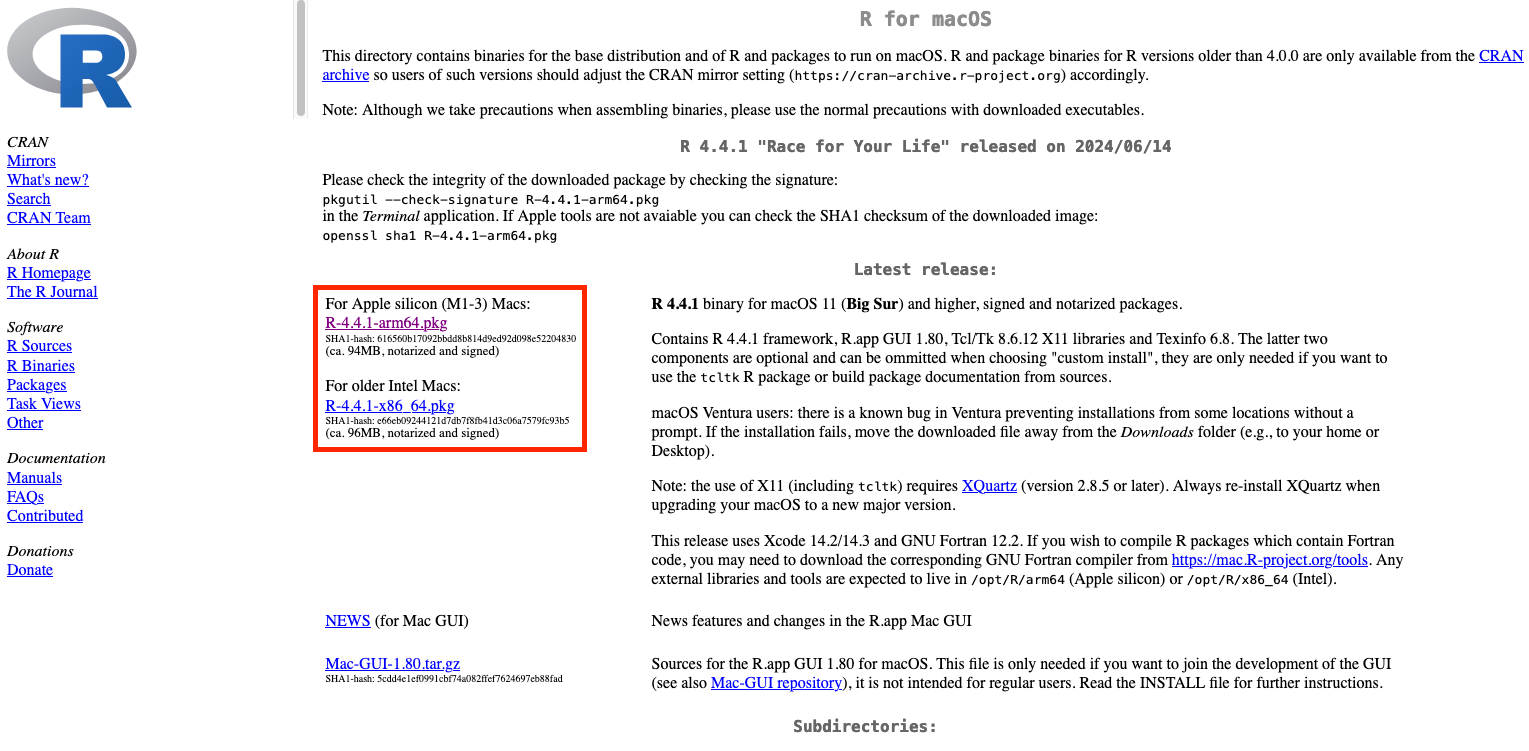 R
CRAN
Mirrors
What's new?
Search
CRAN Team
About R
R Homepage
The R Journal
Software
R Sources
R Binaries
Packages
Task Views
Other
Documentation
Manuals
FAQs
Contributed
Donations
Donate
R for macOS
This directory contains binaries for the base distribution and of R and packages to run on macOS. R and package binaries for R versions older than 4.0.0 are only available from the CRAN
archive so users of such versions should adjust the CRAN mirror setting (https://cran-archive.r-project.org) accordingly.
Note: Although we take precautions when assembling binaries, please use the normal precautions with downloaded executables.
R 4.4.1 "Race for Your Life" released on 2024/06/14
Please check the integrity of the downloaded package by checking the signature:
pkgutil --check-signature R-4.4.1-arm64.pkg
in the Terminal application. If Apple tools are not avaiable you can check the SHA1 checksum of the downloaded image:
openssl sha1 R-4.4.1-arm64.pkg
Latest release:
For Apple silicon (M1-3) Macs:
R-4.4.1-arm64.pkg
SHA1-hash: 616560b17092bbdd8b814d9ed92d098e52204830
(ca. 94MB, notarized and signed)
For older Intel Macs:
R-4.4.1-x86_64.pkg
SHA1-hash: e66eb09244121d7db7f8fb41d3c06a7579fc93b5
(ca. 96MB, notarized and signed)
R 4.4.1 binary for macOS 11 (Big Sur) and higher, signed and notarized packages.
Contains R 4.4.1 framework, R.app GUI 1.80, Tcl/Tk 8.6.12 X11 libraries and Texinfo 6.8. The latter two
components are optional and can be ommitted when choosing "custom install", they are only needed if you want to
use the tcltk R package or build package documentation from sources.
macOS Ventura users: there is a known bug in Ventura preventing installations from some locations without a
prompt. If the installation fails, move the downloaded file away from the Downloads folder (e.g., to your home or
Desktop).
Note: the use of X11 (including tcltk) requires XQuartz (version 2.8.5 or later). Always re-install XQuartz when
upgrading your macOS to a new major version.
This release uses Xcode 14.2/14.3 and GNU Fortran 12.2. If you wish to compile R packages which contain Fortran
code, you may need to download the corresponding GNU Fortran compiler from https://mac.R-project.org/tools. Any
external libraries and tools are expected to live in /opt/R/arm64 (Apple silicon) or /opt/R/x86_64 (Intel).
NEWS (for Mac GUI)
News features and changes in the R.app Mac GUI
Mac-GUI-1.80.tar.gz
SHA1-hash: 5cdd4e1ef0991cbf74a082ffef7624697eb88fad
Sources for the R.app GUI 1.80 for macOS. This file is only needed if you want to join the development of the GUI
(see also Mac-GUI repository), it is not intended for regular users. Read the INSTALL file for further instructions.
Subdirectories: